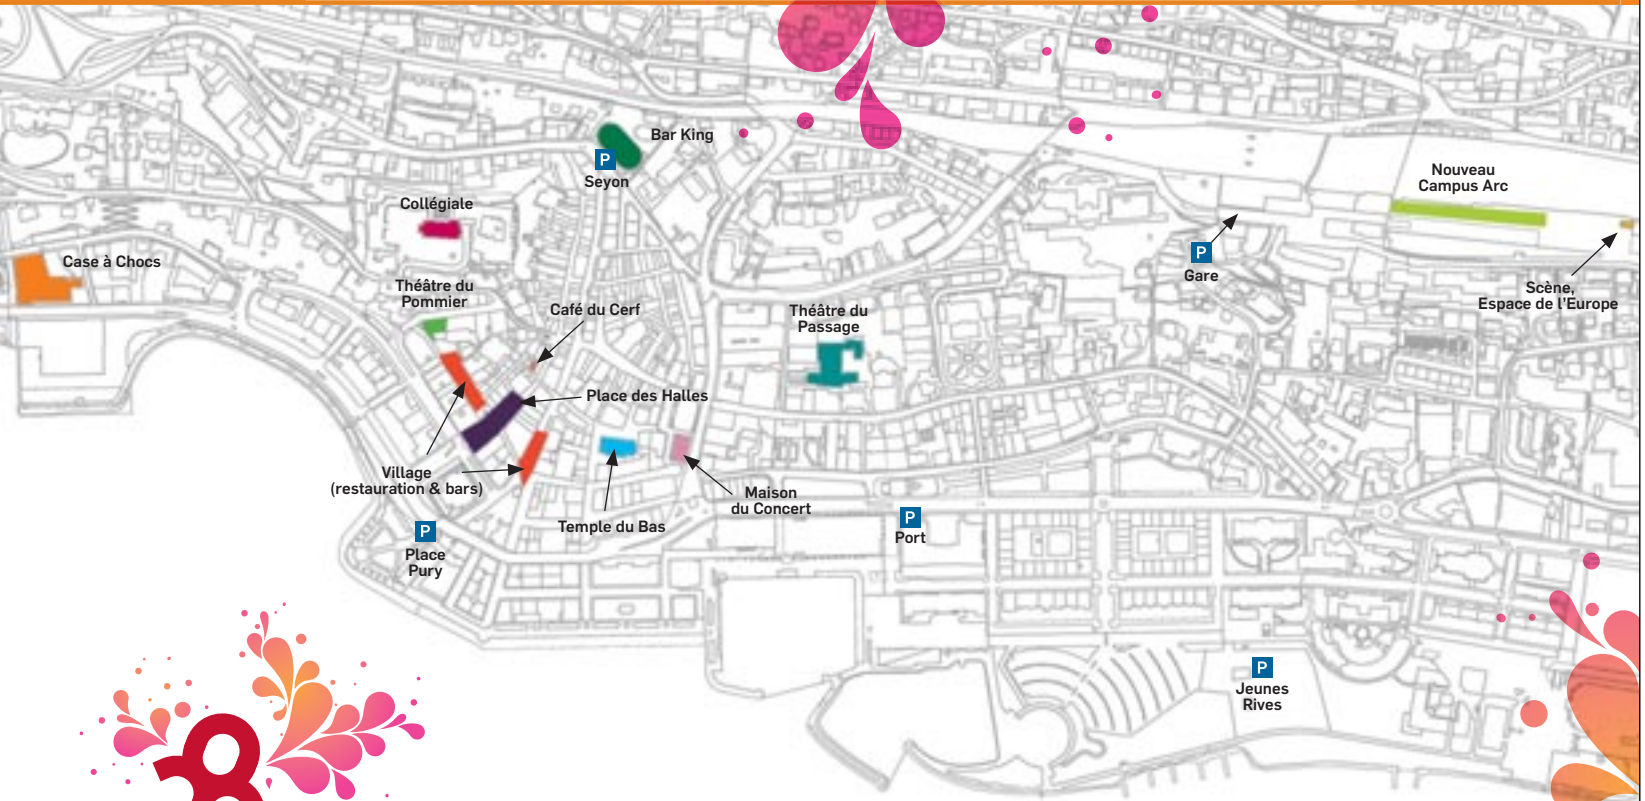 Bar King
P
Seyon
Nouveau
Campus Arc
Collégiale
Case à Chocs
P
Gare
Théâtre du
Pommier
Scène,
Espace de l'Europe
Café du Cerf
Théâtre du
Passage
Place des Halles
Village
(restauration & bars)
Maison
du Concert
Temple du Bas
P
Port
P
Place
Pury
P
Jeunes
Rives